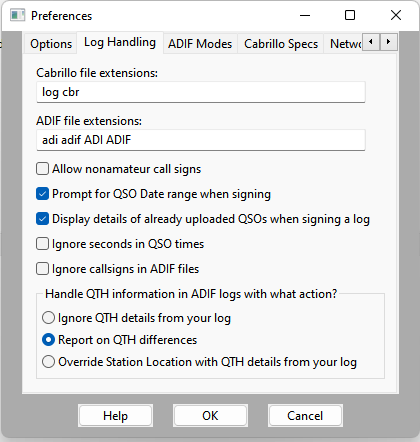 Preferences
Options Log Handling ADIF Modes Cabrillo Specs Netwo
Cabrillo file extensions:
log cbr
ADIF file extensions:
adi adif ADI ADIF
Allow nonamateur call signs
Prompt for QSO Date range when signing
Display details of already uploaded QSOs when signing a log
Ignore seconds in QSO times
Ignore callsigns in ADIF files
Handle QTH information in ADIF logs with what action?
Ignore QTH details from your log
Report on QTH differences
Override Station Location with QTH details from your log
Help OK Cancel